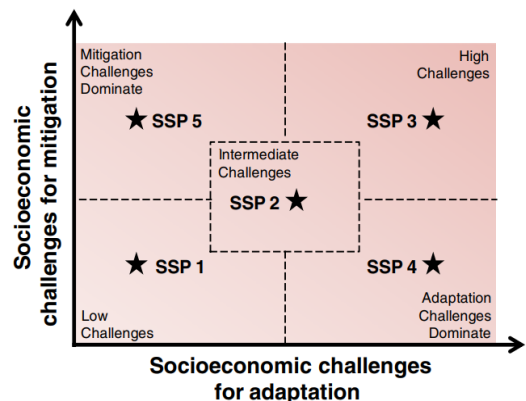 Mitigation
Challenges
Dominate
High
Challenges
SSP 5
SSP 3
Intermediate
Challenges
SSP 2
SSP 1
SSP 4
Low
Challenges
Adaptation
Challenges
Dominate
Socioeconomic
challenges for mitigation
Socioeconomic challenges
for adaptation